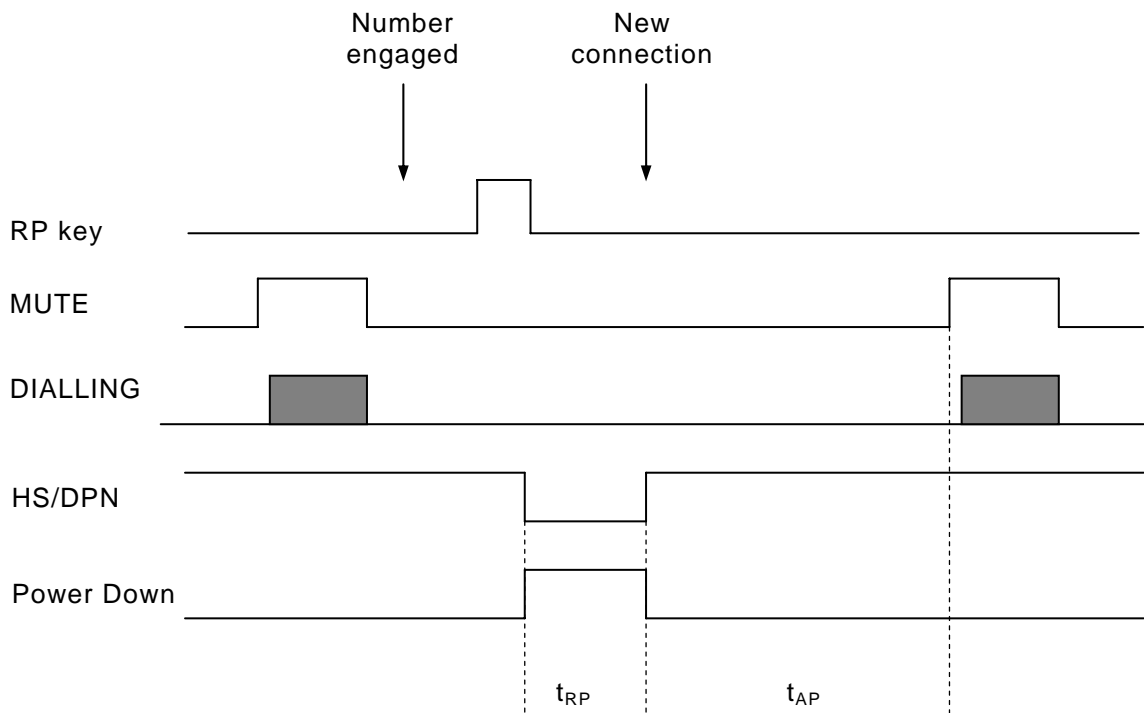 Number
engaged
New
connection
RP key
MUTE
DIALLING
HS/DPN
Power Down
tRP
tAP